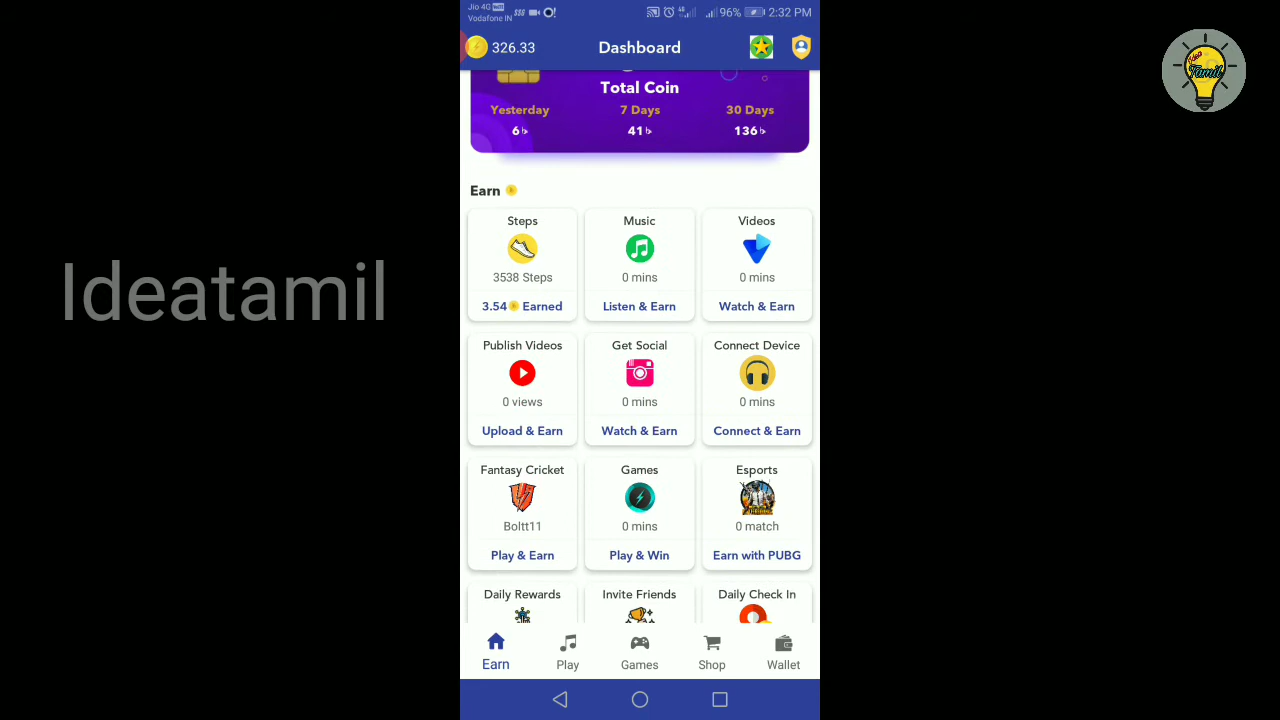 Jio 4G VoLTE
Vodafone IN
4G
96%
2:32 PM
326.33
Dashboard
Total Coin
Yesterday
7 Days
30 Days
6
41
136
Earn
Steps
Music
Videos
3538 Steps
0 mins
0 mins
3.54 Earned
Listen & Earn
Watch & Earn
Publish Videos
Get Social
Connect Device
0 views
0 mins
0 mins
Upload & Earn
Watch & Earn
Connect & Earn
Fantasy Cricket
Games
Esports
Boltt11
0 mins
0 match
Play & Earn
Play & Win
Earn with PUBG
Daily Rewards
Invite Friends
Daily Check In
Earn
Play
Games
Shop
Wallet
Ideatamil
Idea
Tamil